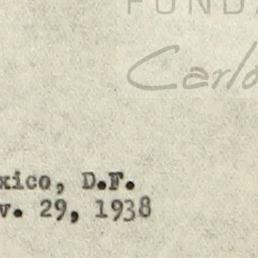 FUND
Carlo
xico, D.F.
v. 29, 1938